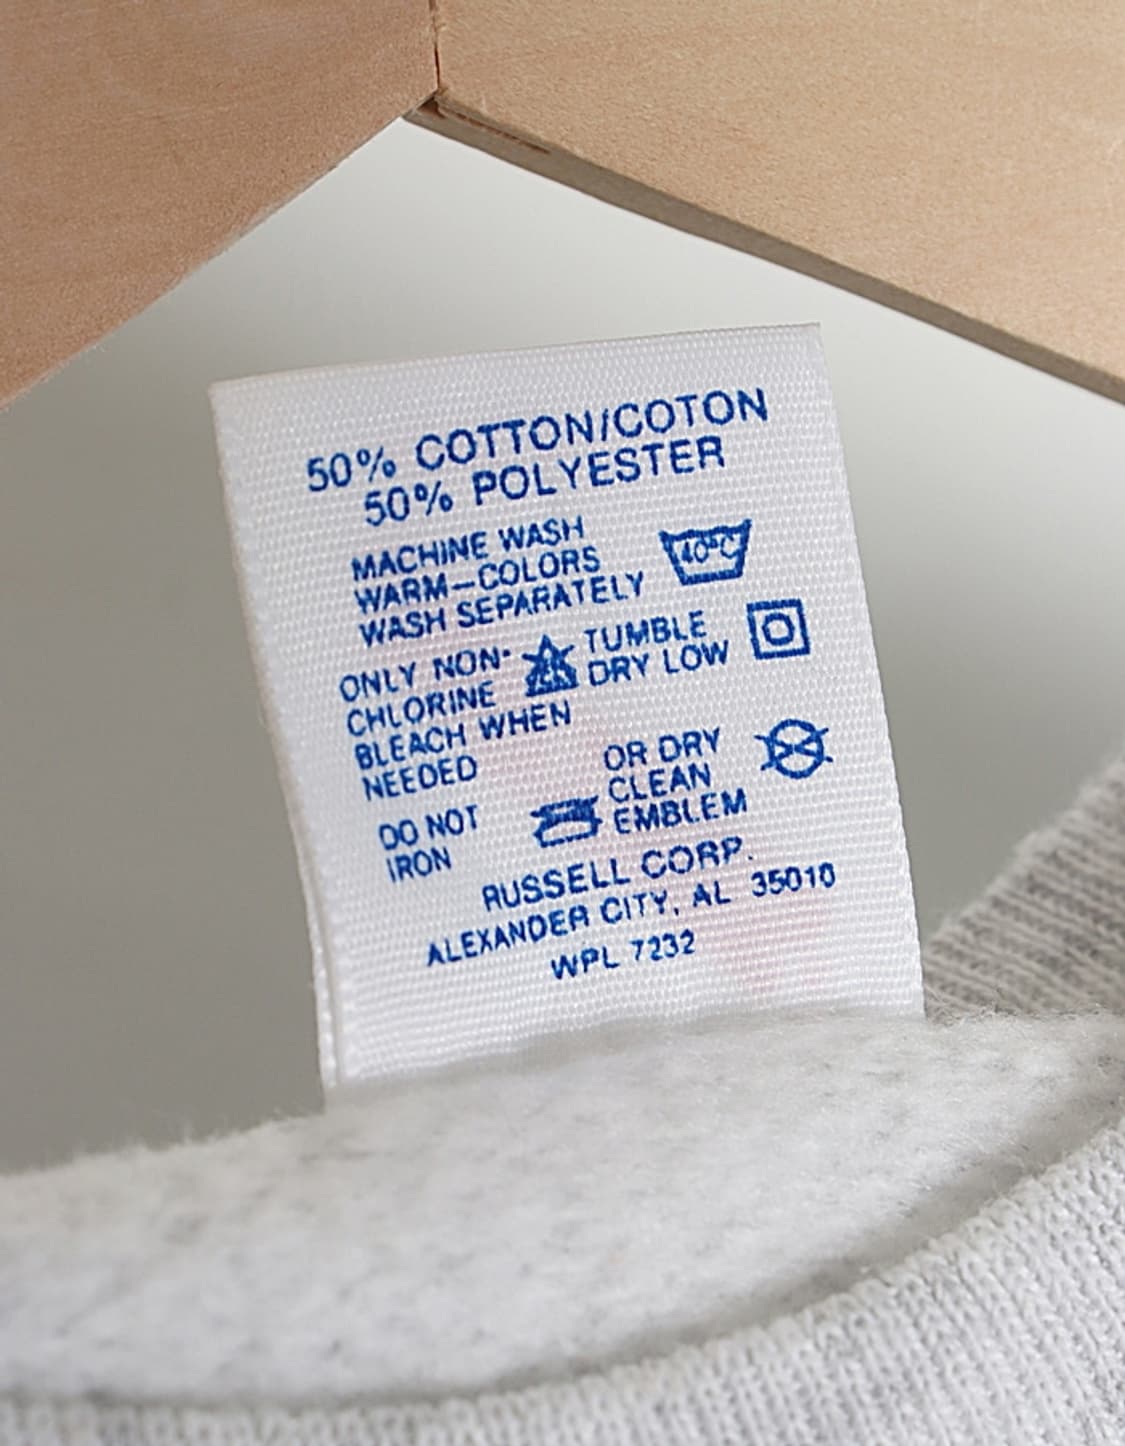 50% COTTON/COTON
50% POLYESTER
MACHINE WASH
WARM-COLORS
WASH SEPARATELY
40°C
ONLY NON-
CHLORINE
BLEACH WHEN
NEEDED
TUMBLE
DRY LOW
DO NOT
IRON
OR DRY
CLEAN
EMBLEM
RUSSELL CORP.
ALEXANDER CITY, AL 35010
WPL 7232